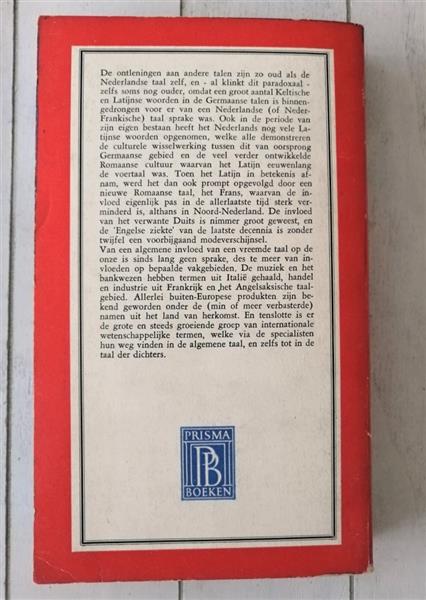 De ontleningen aan andere talen zijn zo oud als de
Nederlandse taal zelf, en - al klinkt dit paradoxaal -
zelfs soms nog ouder, omdat een groot aantal Keltische
en Latijnse woorden in de Germaanse talen is binnen-
gedrongen voor er van een Nederlandse (of Neder-
Frankische) taal sprake was. Ook in de periode van
zijn eigen bestaan heeft het Nederlands nog vele La-
tijnse woorden opgenomen, welke alle demonstreren
de culturele wisselwerking tussen dit van oorsprong
Germaanse gebied en de veel verder ontwikkelde
Romaanse cultuur waarvan het Latijn eeuwenlang
de voertaal was. Toen het Latijn in betekenis af-
nam, werd het dan ook prompt opgevolgd door een
nieuwe Romaanse taal, het Frans, waarvan de in-
vloed eigenlijk pas in de allerlaatste tijd sterk ver-
minderd is, althans in Noord-Nederland. De invloed
van het verwante Duits is nimmer groot geweest, en
de 'Engelse ziekte' van de laatste decennia is zonder
twijfel een voorbijgaand modeverschijnsel.
Van een algemene invloed van een vreemde taal op de
onze is sinds lang geen sprake, des te meer van in-
vloeden op bepaalde vakgebieden. De muziek en het
bankwezen hebben termen uit Italië gehaald, handel
en industrie uit Frankrijk en het Angelsaksische taal-
gebied. Allerlei buiten-Europese produkten zijn be-
kend geworden onder de (min of meer verbasterde)
namen uit het land van herkomst. En tenslotte is er
de grote en steeds groeiende groep van internationale
wetenschappelijke termen, welke via de specialisten
hun weg vinden in de algemene taal, en zelfs tot in de
taal der dichters.
PRISMA
PB
BOEKEN